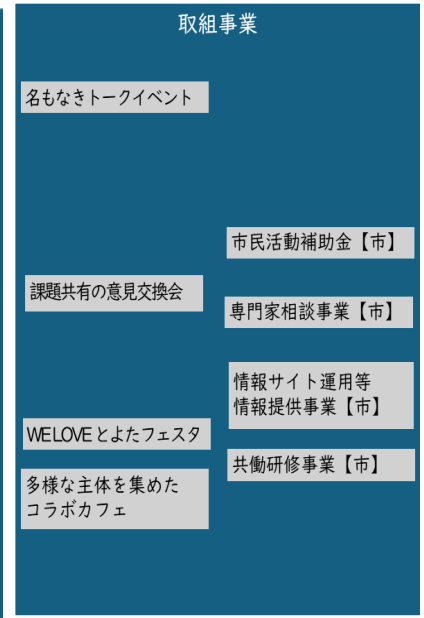 取組事業
名もなきトークイベント
市民活動補助金【市】
課題共有の意見交換会
専門家相談事業【市】
情報サイト運用等
情報提供事業【市】
WE LOVE とよたフェスタ
共働研修事業【市】
多様な主体を集めた
コラボカフェ